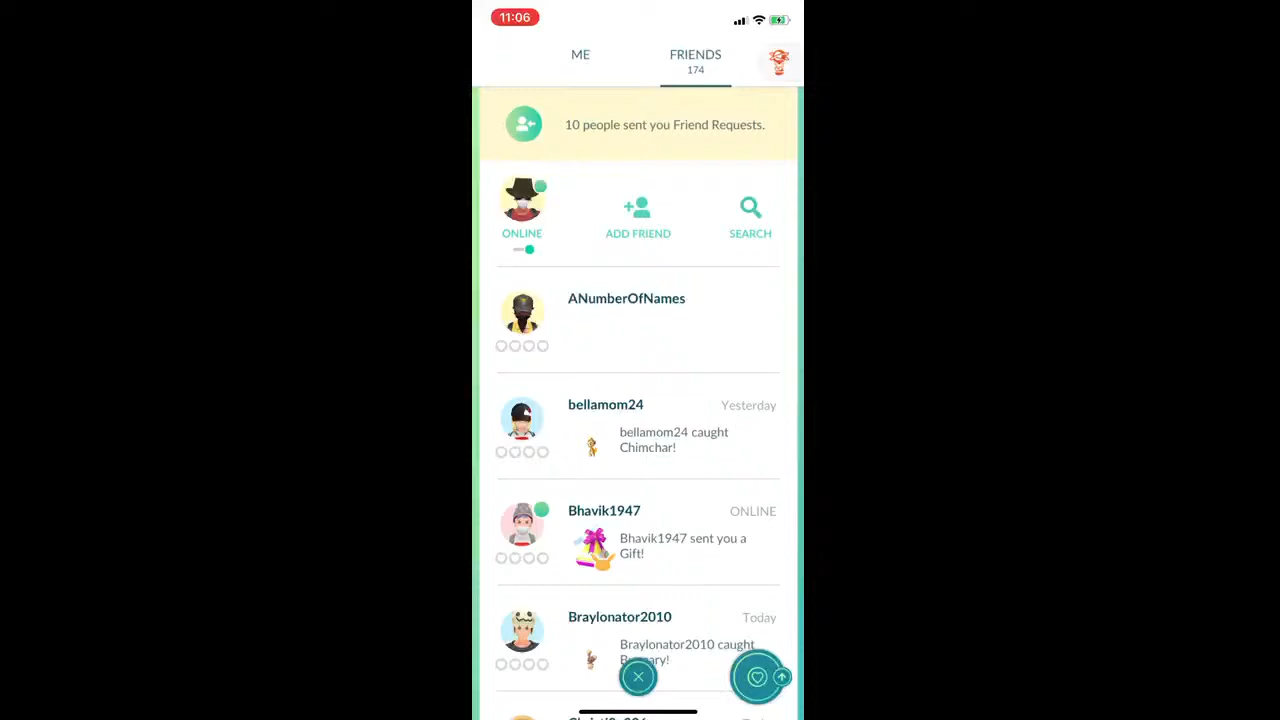 11:06
ME
FRIENDS
174
10 people sent you Friend Requests.
ONLINE
ADD FRIEND
SEARCH
ANumberOfNames
bellamom24
Yesterday
bellamom24 caught
Chimchar!
Bhavik1947
ONLINE
Bhavik1947 sent you a
Gift!
Braylonator2010
Today
Braylonator2010 caught